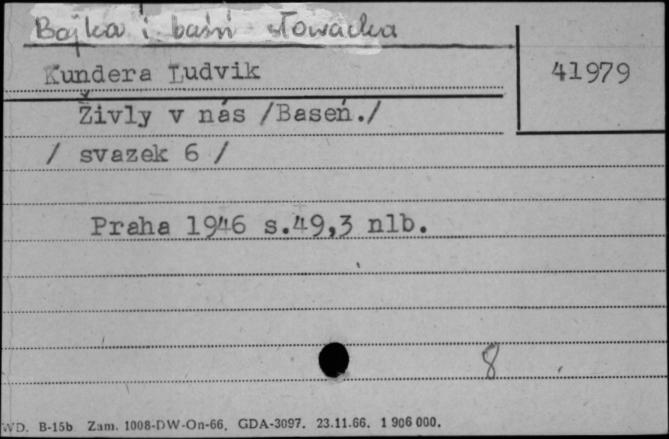 Bajka i baśń słowacka
Kundera Ludvik
41979
Živly v nás /Baseń./
/ svazek 6 /
Praha 1946 s.49,3 nlb.
8
WD. B-15b Zam. 1008-DW-On-66. GDA-3097. 23.11.66. 1 906 000.